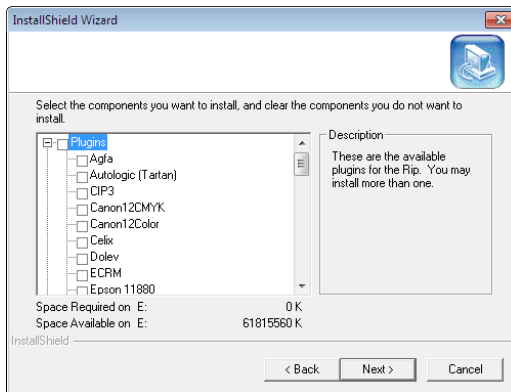 InstallShield Wizard
Select the components you want to install, and clear the components you do not want to
install.
Plugins
Agfa
Autologic (Tartan)
CIP3
Canon12CMYK
Canon12Color
Celix
Dolev
ECRM
Epson 11880
Description
These are the available
plugins for the Rip. You may
install more than one.
Space Required on E: 0 K
Space Available on E: 61815560 K
InstallShield
< Back Next > Cancel